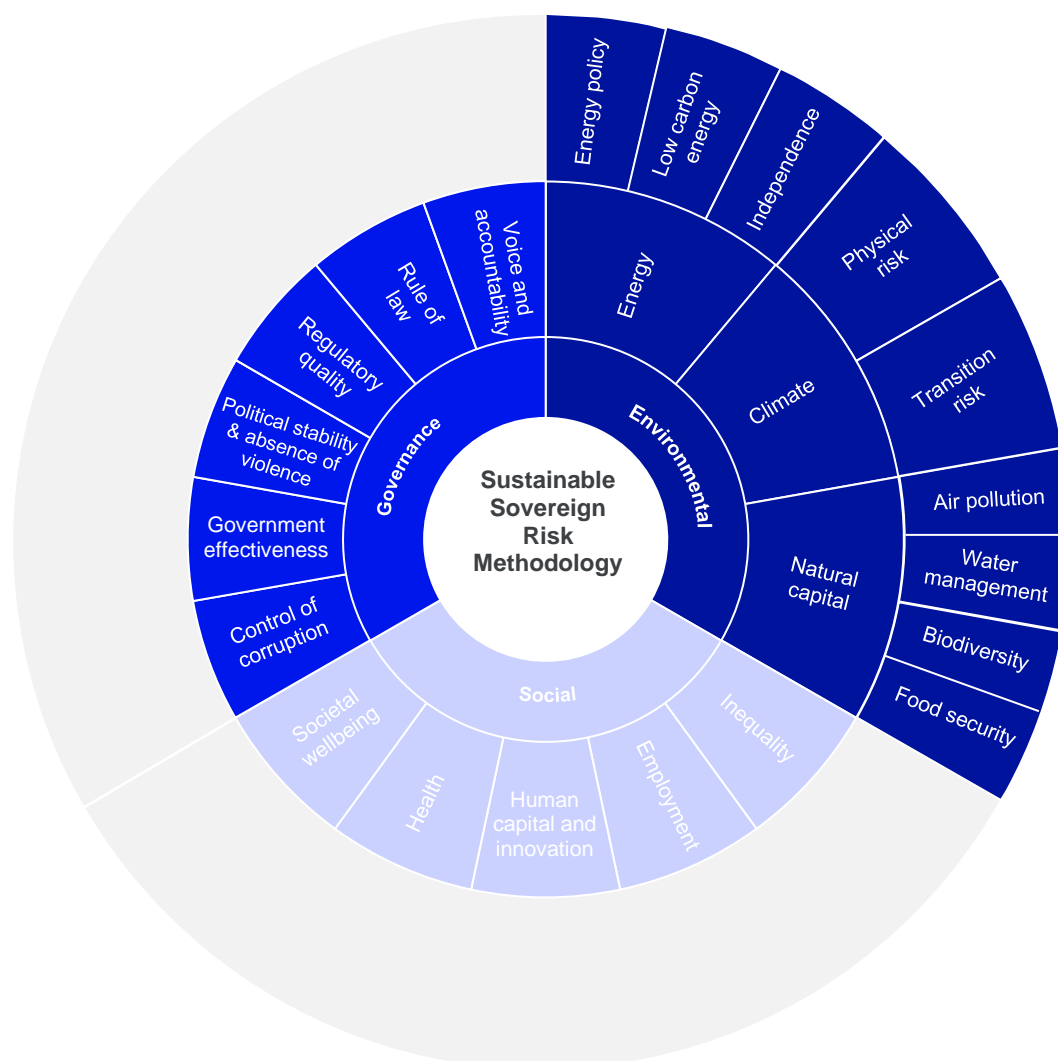 Sustainable
Sovereign
Risk
Methodology
Environmental
Energy
Energy policy
Low carbon
energy
Independence
Climate
Physical
risk
Transition
risk
Natural
capital
Air pollution
Water
management
Biodiversity
Food security
Social
Inequality
Employment
Human
capital and
innovation
Health
Societal
wellbeing
Governance
Control of
corruption
Government
effectiveness
Political stability
& absence of
violence
Regulatory
quality
Rule of
law
Voice and
accountability